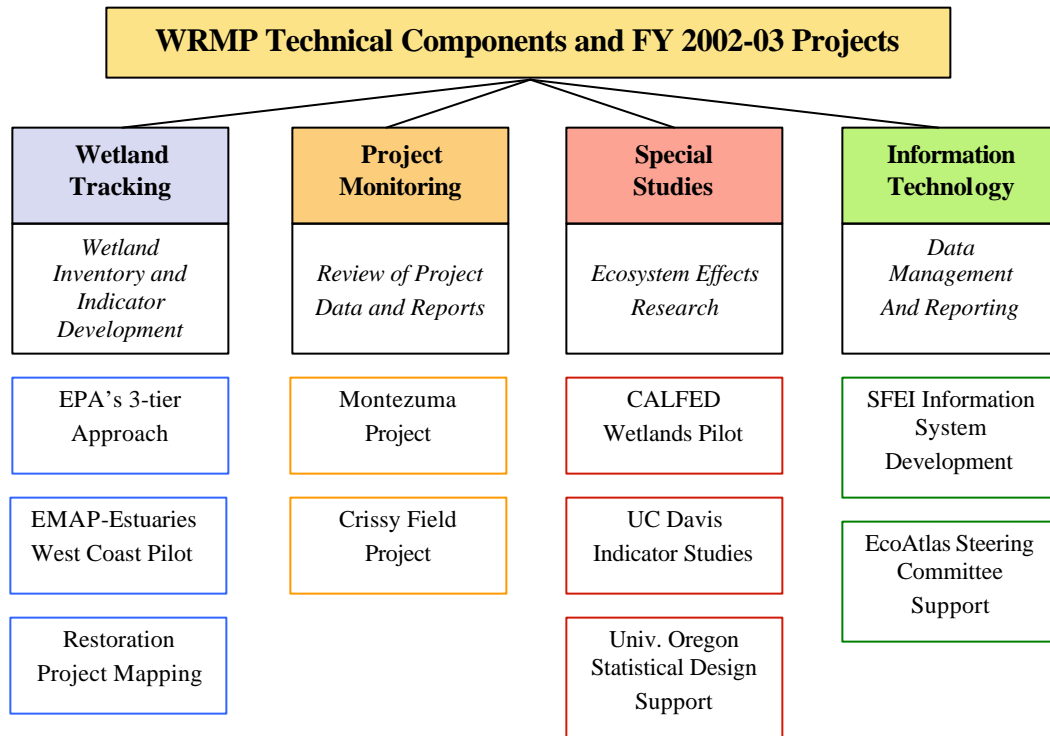 WRMP Technical Components and FY 2002-03 Projects
Wetland
Tracking
Wetland
Inventory and
Indicator
Development
EPA’s 3-tier
Approach
EMAP-Estuaries
West Coast Pilot
Restoration
Project Mapping
Project
Monitoring
Review of Project
Data and Reports
Montezuma
Project
Crissy Field
Project
Special
Studies
Ecosystem Effects
Research
CALFED
Wetlands Pilot
UC Davis
Indicator Studies
Univ. Oregon
Statistical Design
Support
Information
Technology
Data
Management
And Reporting
SFEI Information
System
Development
EcoAtlas Steering
Committee
Support